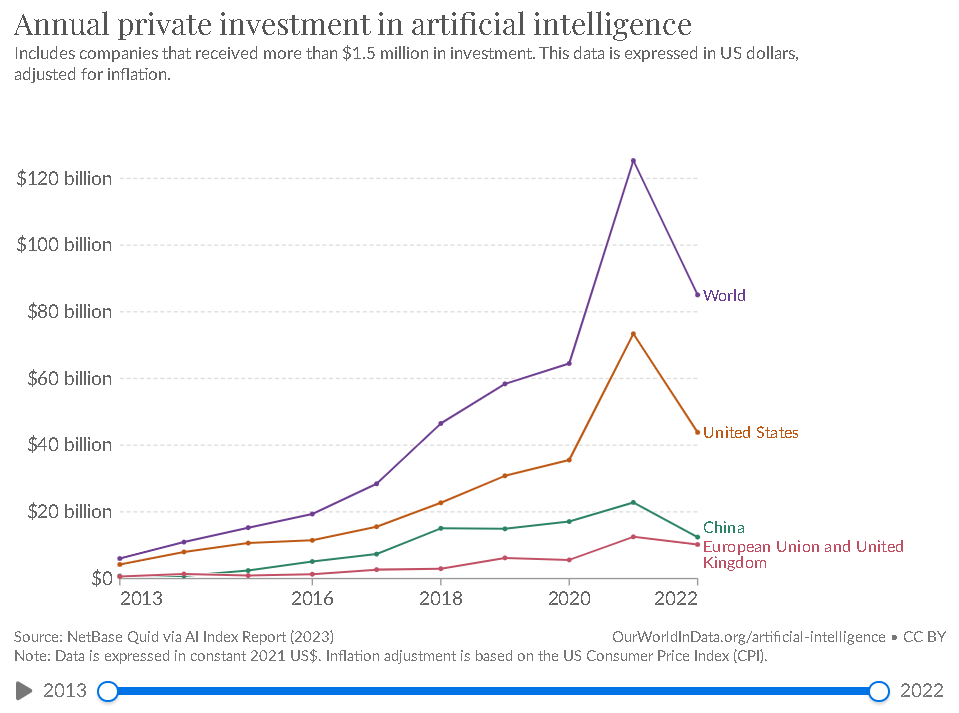 Annual private investment in artificial intelligence
Includes companies that received more than $1.5 million in investment. This data is expressed in US dollars,
adjusted for inflation.
$120 billion
$100 billion
$80 billion
$60 billion
$40 billion
$20 billion
$0
World
United States
China
European Union and United
Kingdom
2013 2016 2018 2020 2022
Source: NetBase Quid via AI Index Report (2023) OurWorldInData.org/artificial-intelligence • CC BY
Note: Data is expressed in constant 2021 US$. Inflation adjustment is based on the US Consumer Price Index (CPI).
2013 2022